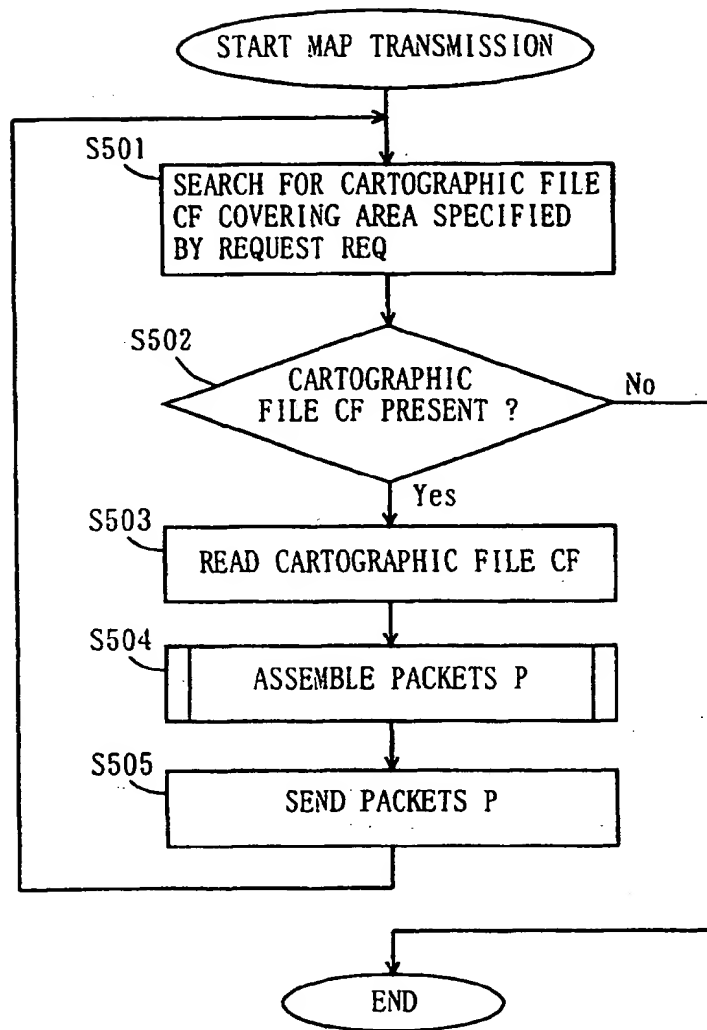 START MAP TRANSMISSION
S501
SEARCH FOR CARTOGRAPHIC FILE
CF COVERING AREA SPECIFIED
BY REQUEST REQ
S502
CARTOGRAPHIC
FILE CF PRESENT ?
No
Yes
S503
READ CARTOGRAPHIC FILE CF
S504
ASSEMBLE PACKETS P
S505
SEND PACKETS P
END